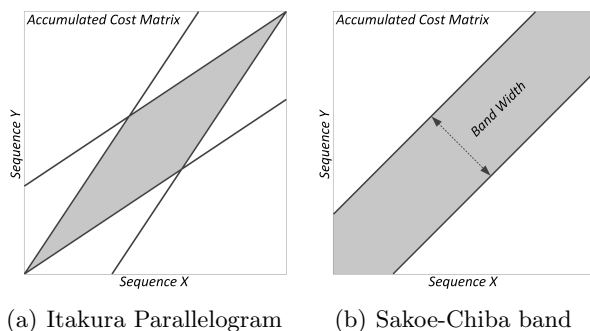 Accumulated Cost Matrix
Sequence Y
Sequence X
(a) Itakura Parallelogram
Accumulated Cost Matrix
Sequence Y
Band Width
Sequence X
(b) Sakoe-Chiba band